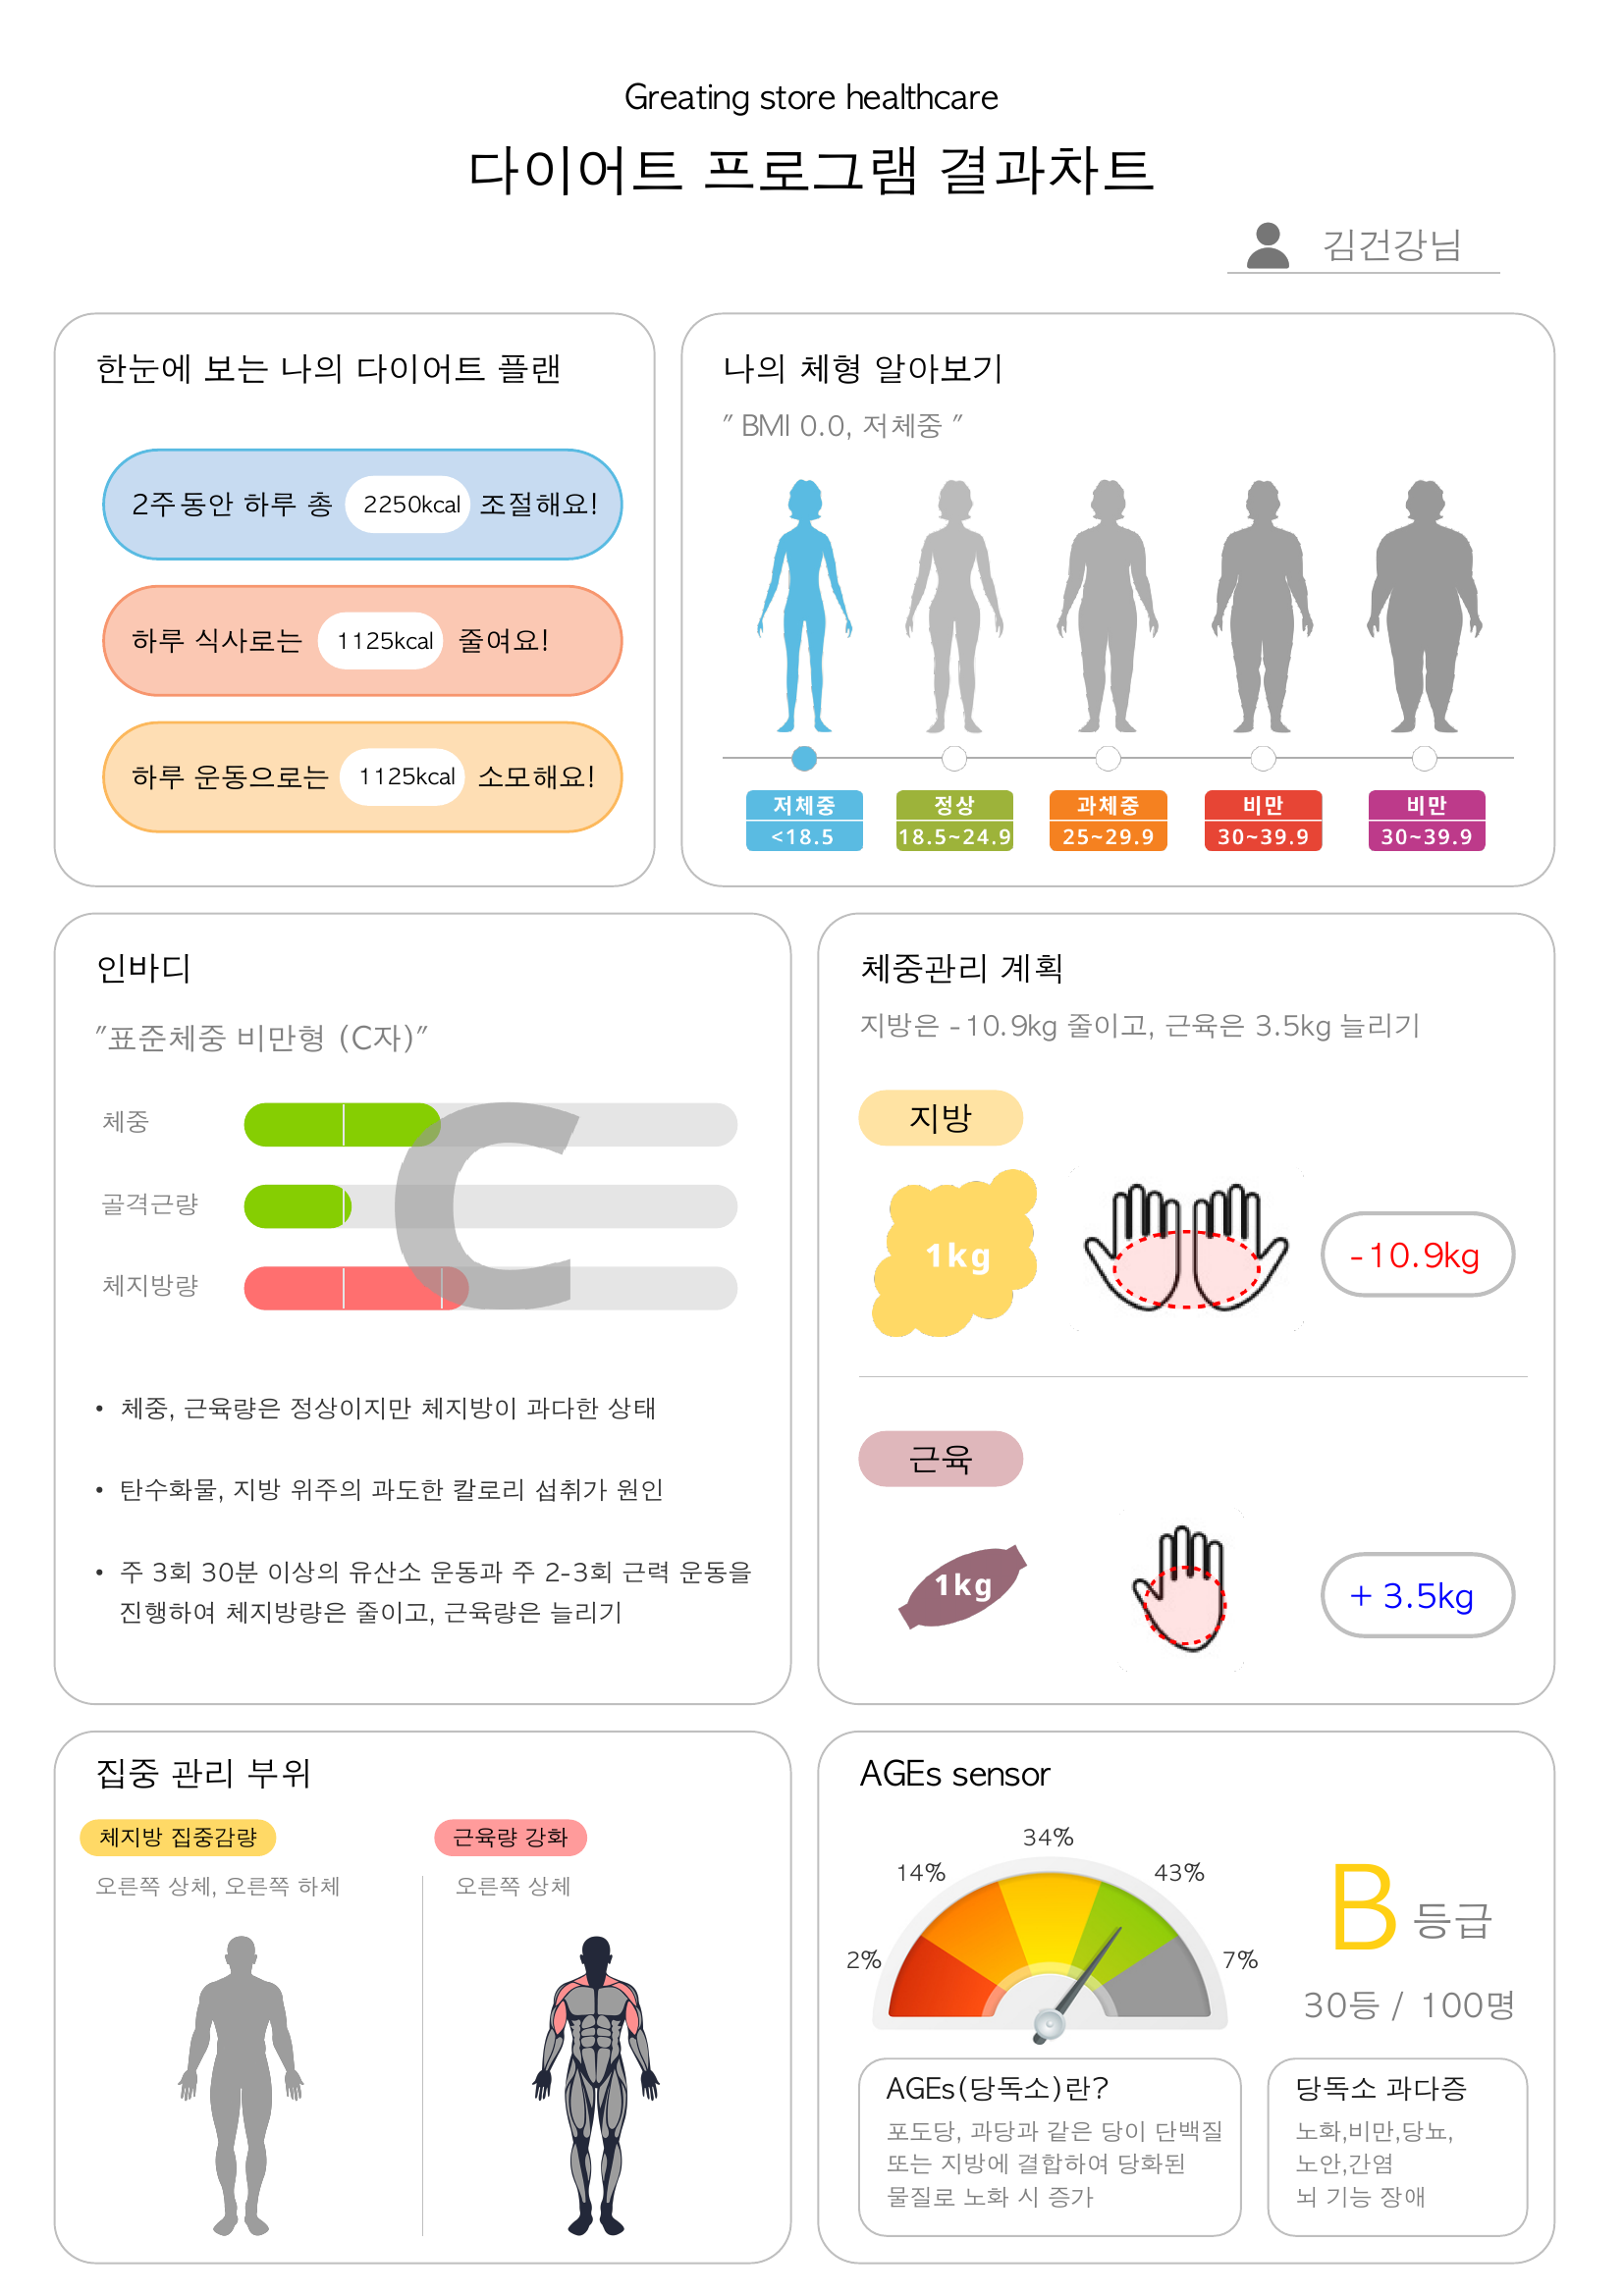 Greating store healthcare
다이어트 프로그램 결과차트
김건강님
한눈에 보는 나의 다이어트 플랜
2주동안 하루 총 2250kcal 조절해요!
하루 식사로는 1125kcal 줄여요!
하루 운동으로는 1125kcal 소모해요!
나의 체형 알아보기
" BMI 0.0, 저체중 "
저체중 정상 과체중 비만 비만
<18.5 18.5~24.9 25~29.9 30~39.9 30~39.9
인바디
"표준체중 비만형 (C자)"
체중
골격근량
체지방량
C
• 체중, 근육량은 정상이지만 체지방이 과다한 상태
• 탄수화물, 지방 위주의 과도한 칼로리 섭취가 원인
• 주 3회 30분 이상의 유산소 운동과 주 2-3회 근력 운동을
진행하여 체지방량은 줄이고, 근육량은 늘리기
체중관리 계획
지방은 -10.9kg 줄이고, 근육은 3.5kg 늘리기
지방
1kg
-10.9kg
근육
1kg
+ 3.5kg
집중 관리 부위
체지방 집중감량
오른쪽 상체, 오른쪽 하체
근육량 강화
오른쪽 상체
AGEs sensor
2%
14%
34%
43%
7%
B 등급
30등 / 100명
AGEs(당독소)란?
포도당, 과당과 같은 당이 단백질
또는 지방에 결합하여 당화된
물질로 노화 시 증가
당독소 과다증
노화,비만,당뇨,
노안,간염
뇌 기능 장애